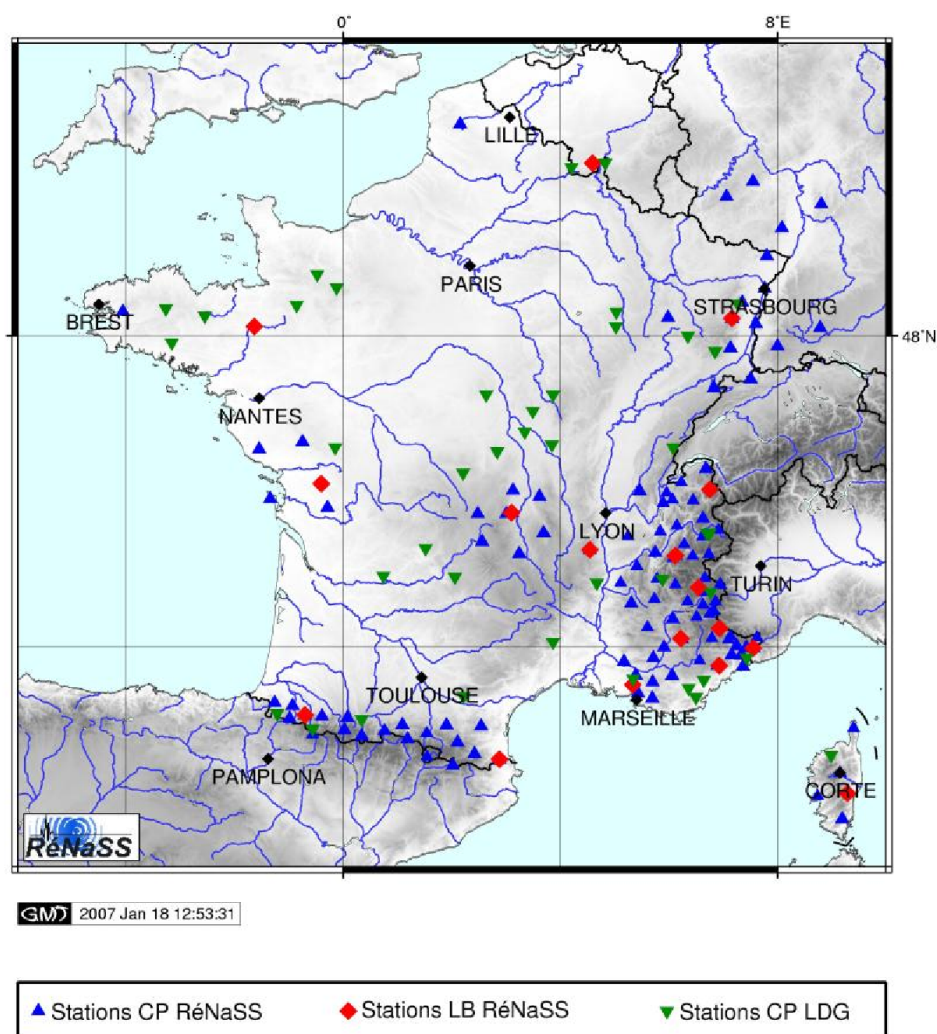 0°
8°E
LILLE
PARIS
STRASBOURG
BREST
48°N
NANTES
LYON
TURIN
TOULOUSE
MARSEILLE
PAMPLONA
CORTE
RéNaSS
GMT 2007 Jan 18 12:53:31
Stations CP RéNaSS Stations LB RéNaSS Stations CP LDG